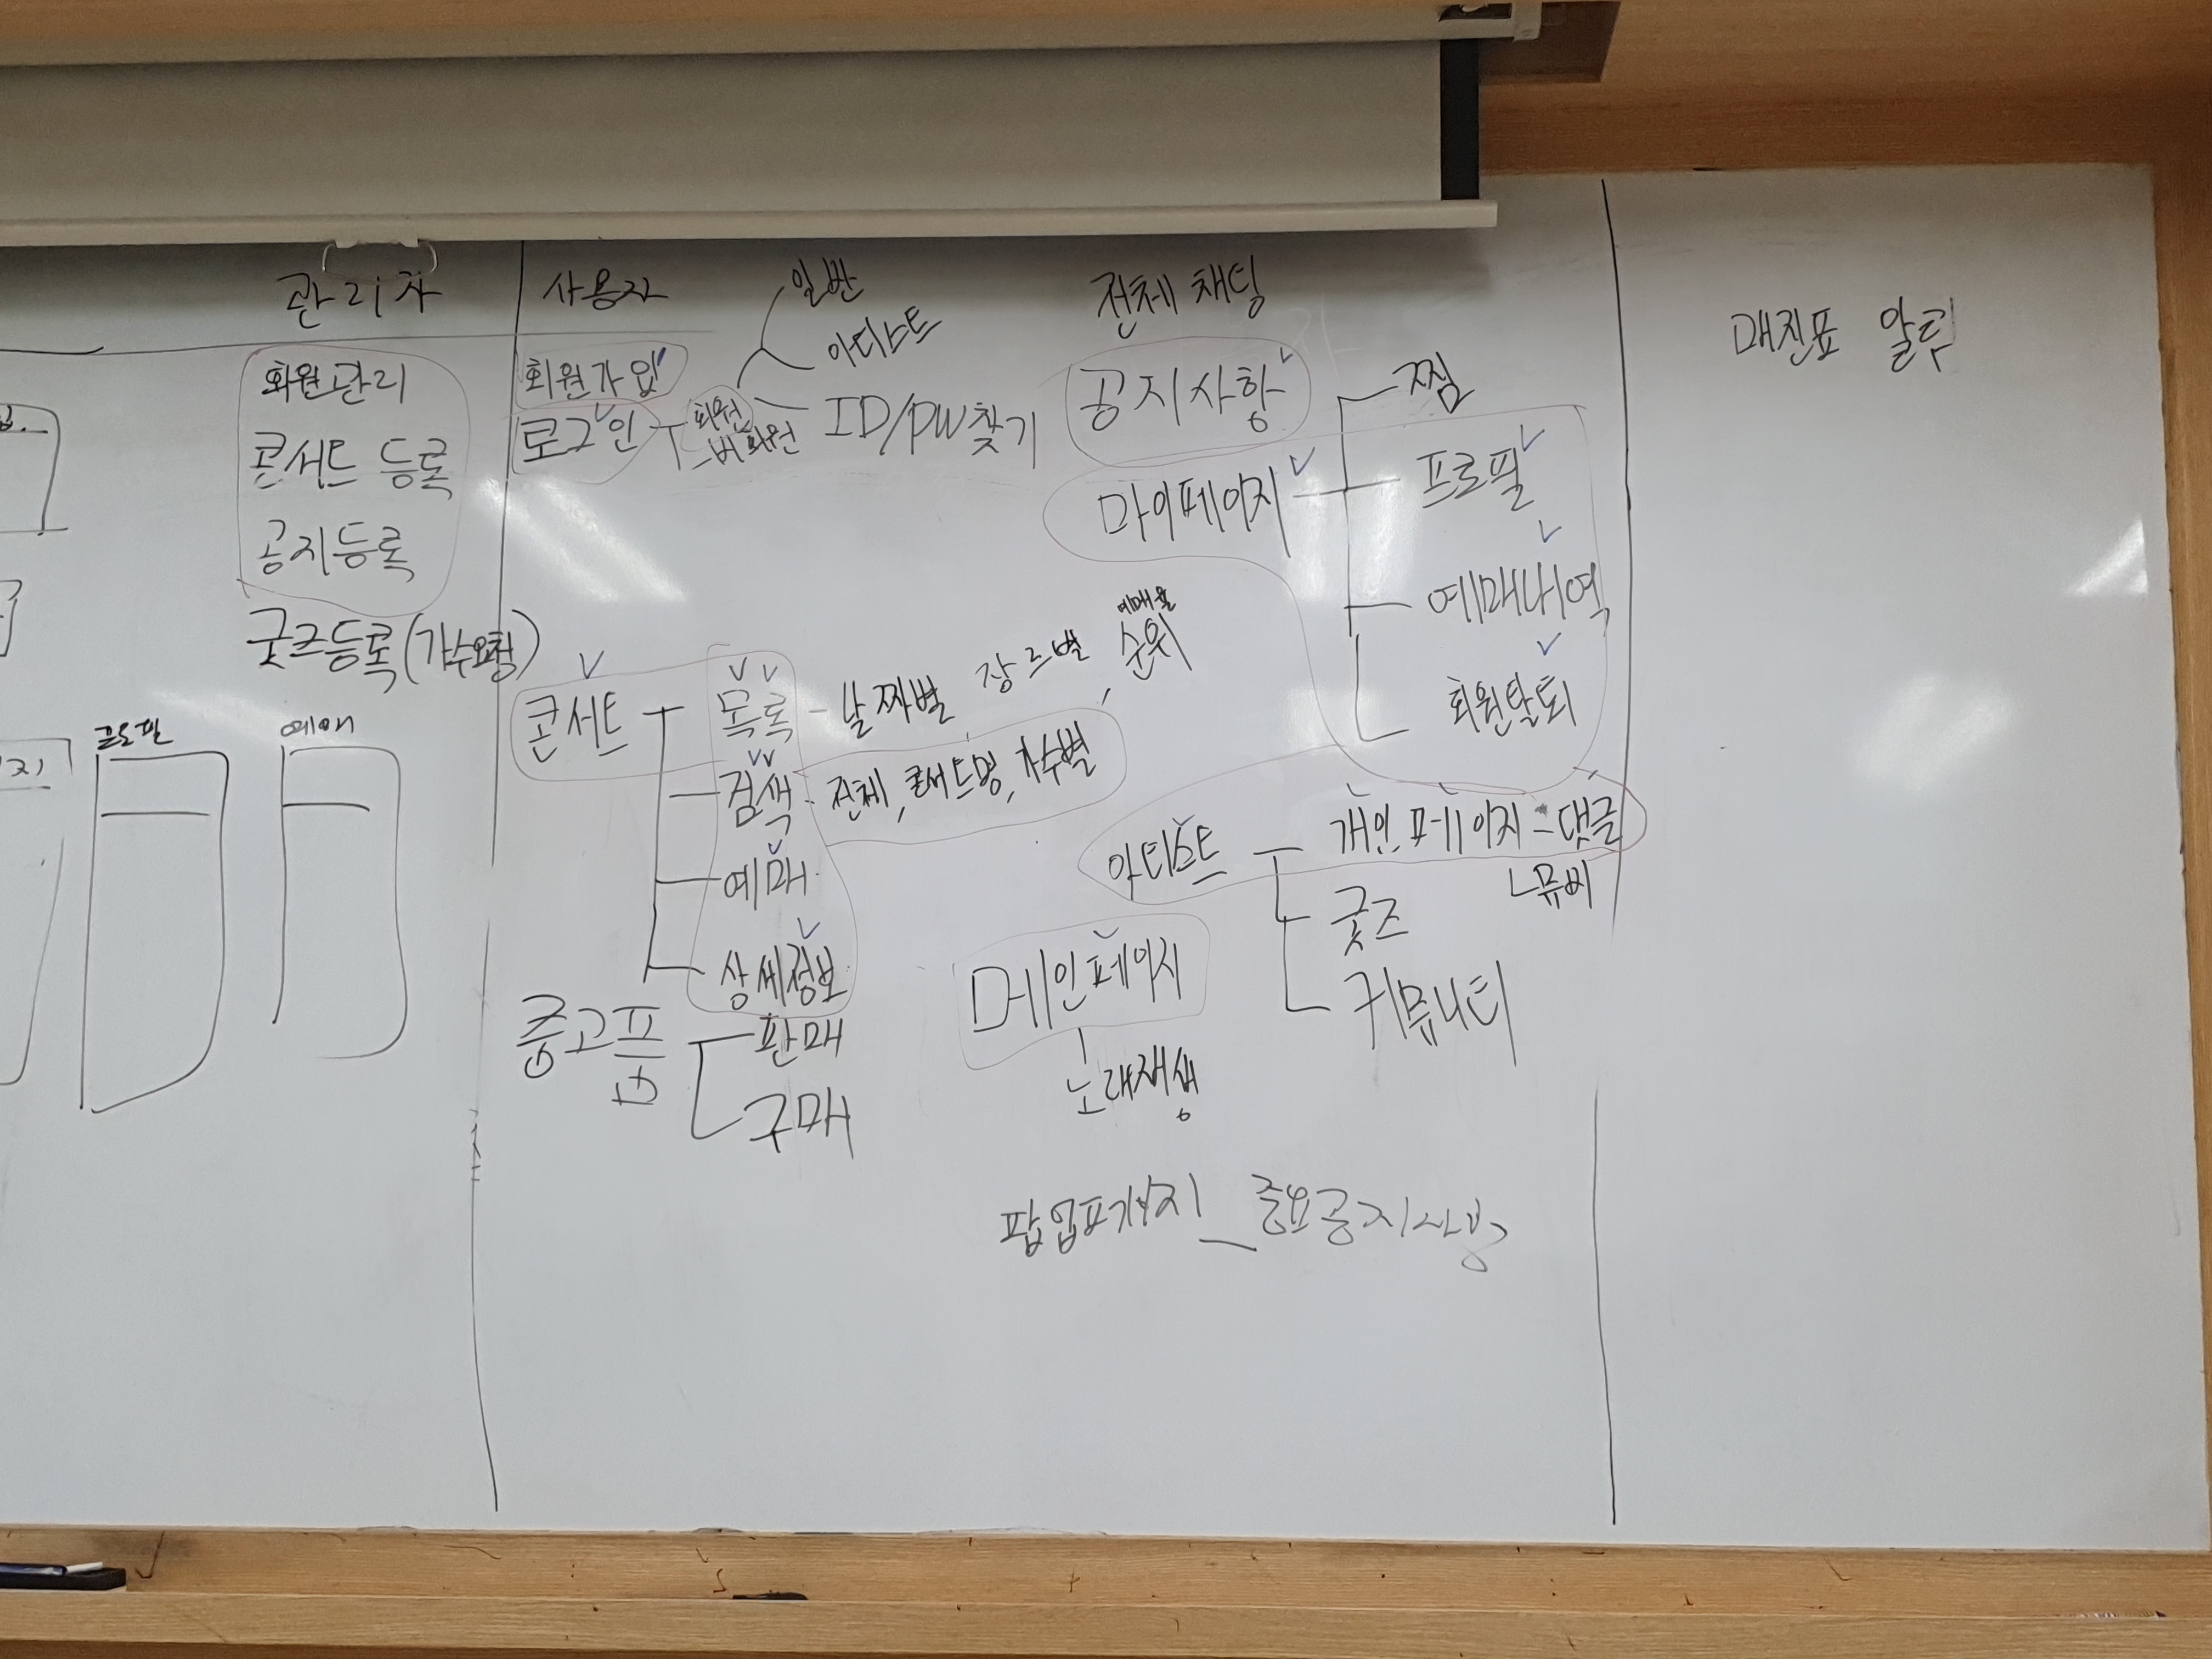 관리자
회원관리
콘서트 등록
공지등록
굿즈등록(가수요청)
프로필
예매
지
사용자
회원가입
로그인
회원
비회원
일반
아티스트
ID/PW찾기
콘서트
목록 - 날짜별 장르별 예매율 순위
검색 - 전체, 콘서트명, 가수별
예매
상세정보
중고품
판매
구매
전체 채팅
공지사항
마이페이지
찜
프로필
예매내역
회원탈퇴
아티스트
개인페이지 - 댓글
뮤비
굿즈
커뮤니티
메인페이지
노래재생
팝업페이지 중요공지사항
매진표 알림